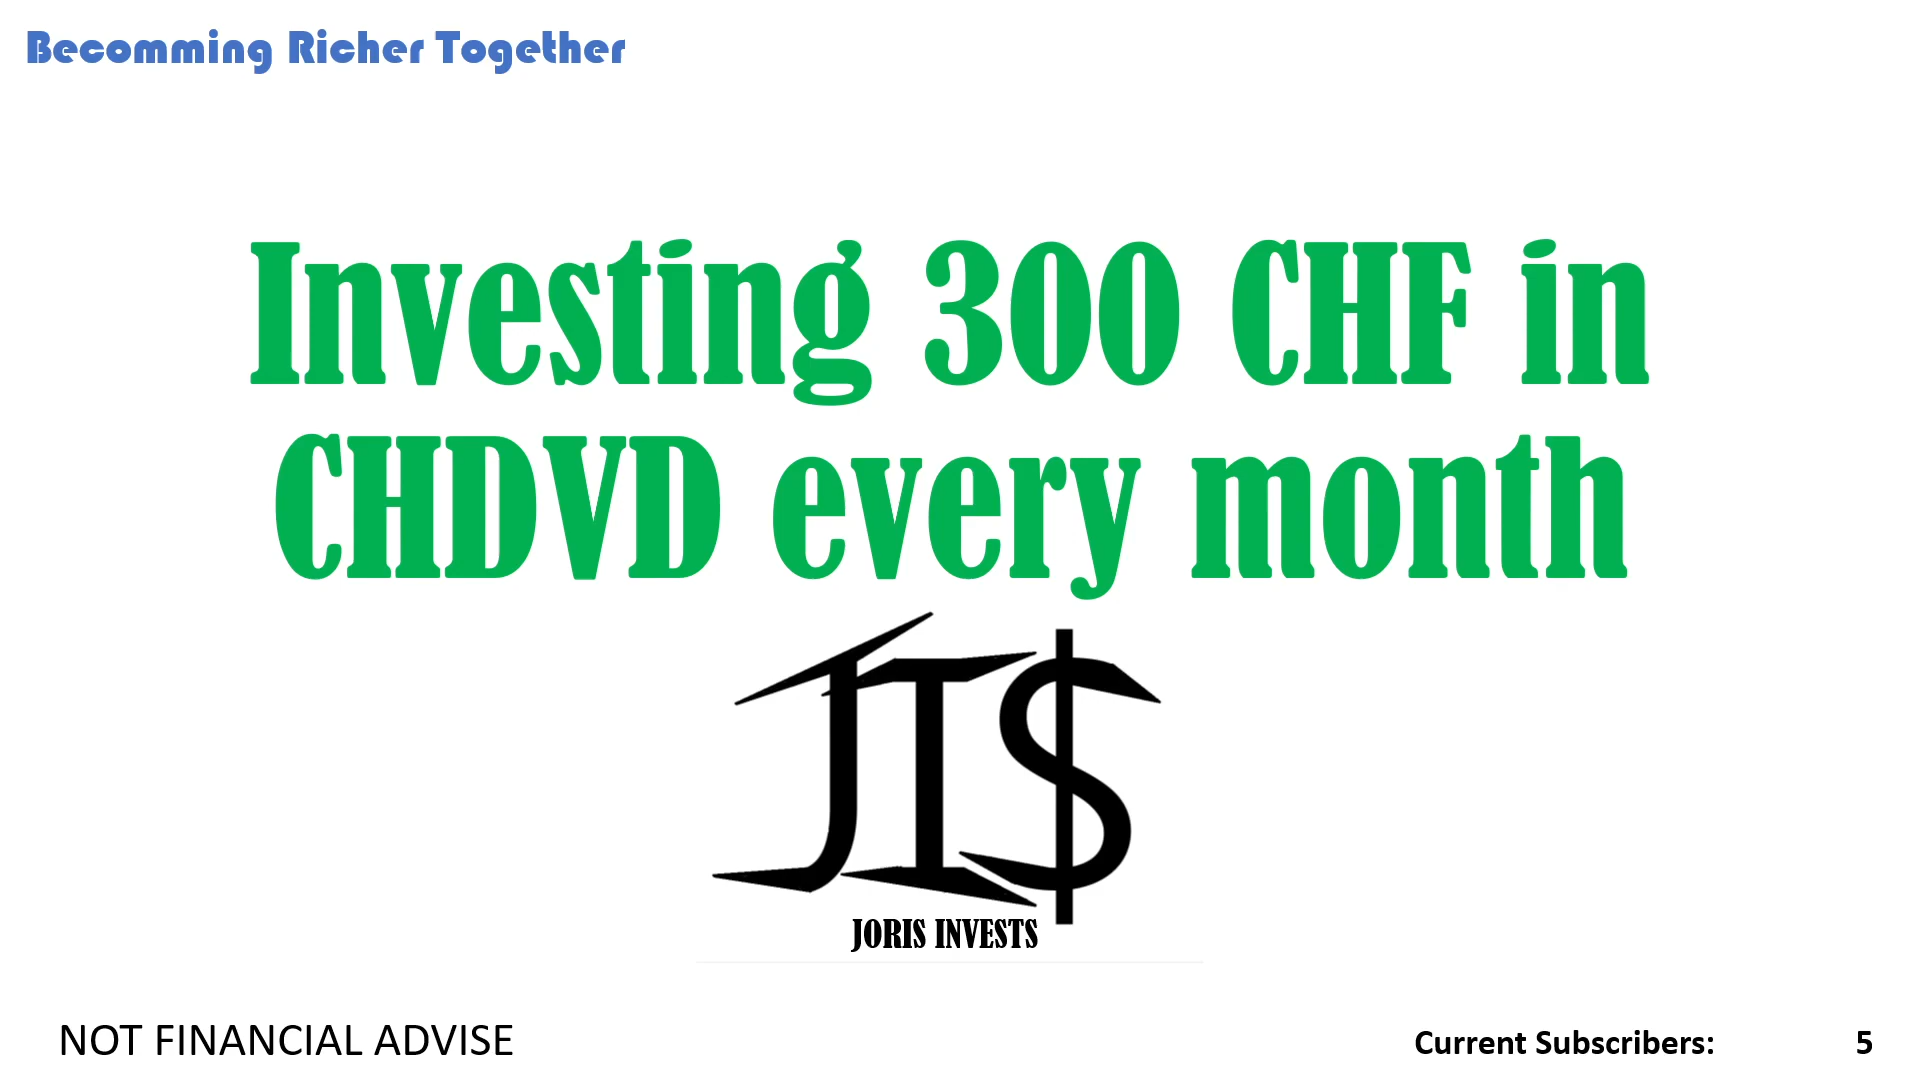 Becomming Richer Together
Investing 300 CHF in
CHDVD every month
JI$
JORIS INVESTS
NOT FINANCIAL ADVISE
Current Subscribers: 5